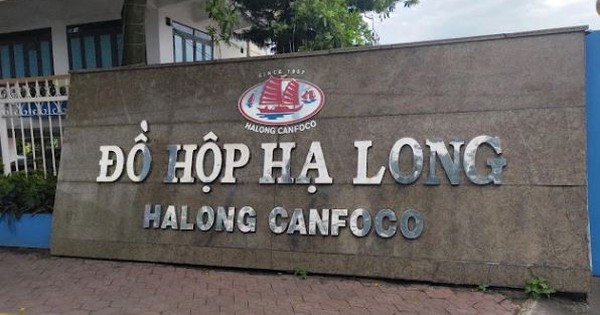 SINCE 1957
HALONG CANFOCO
ĐỒ HỘP HẠ LONG
HALONG CANFOCO